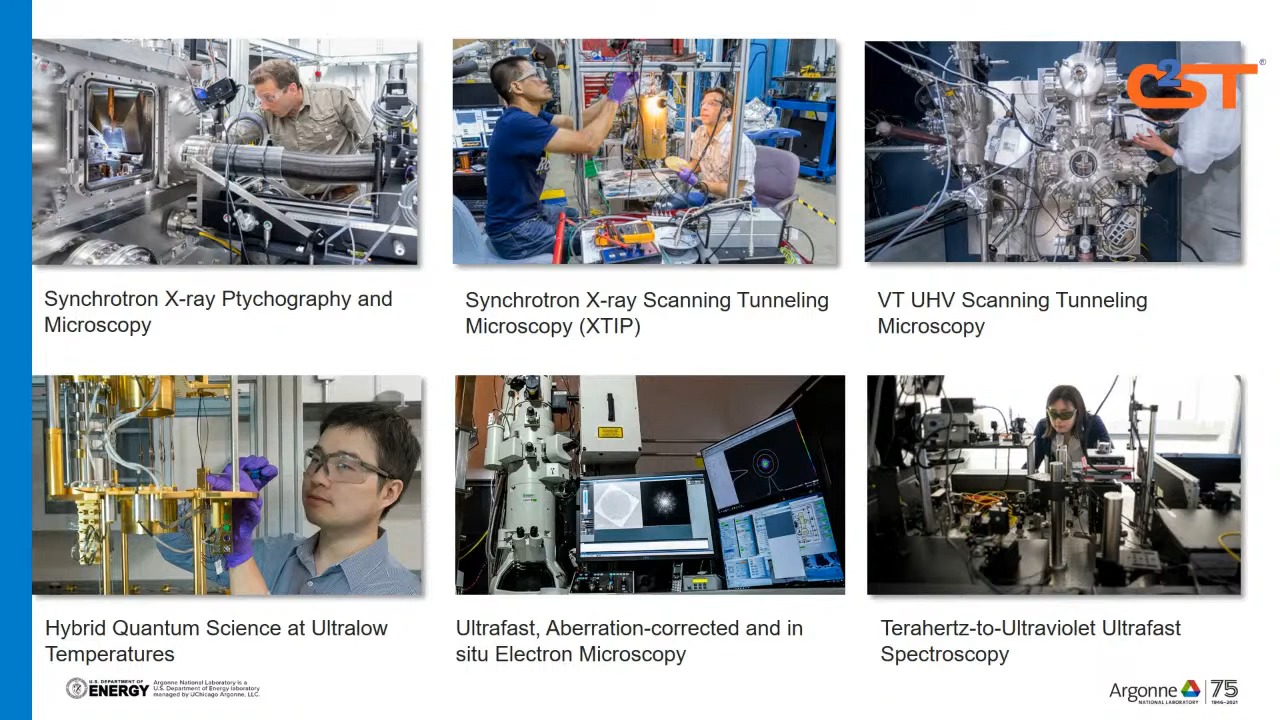 C2ST®
Synchrotron X-ray Ptychography and
Microscopy
Synchrotron X-ray Scanning Tunneling
Microscopy (XTIP)
VT UHV Scanning Tunneling
Microscopy
Hybrid Quantum Science at Ultralow
Temperatures
Ultrafast, Aberration-corrected and in
situ Electron Microscopy
Terahertz-to-Ultraviolet Ultrafast
Spectroscopy
U.S. DEPARTMENT OF
ENERGY
Argonne National Laboratory is a
U.S. Department of Energy laboratory
managed by UChicago Argonne, LLC.
Argonne
NATIONAL LABORATORY
75
1946–2021